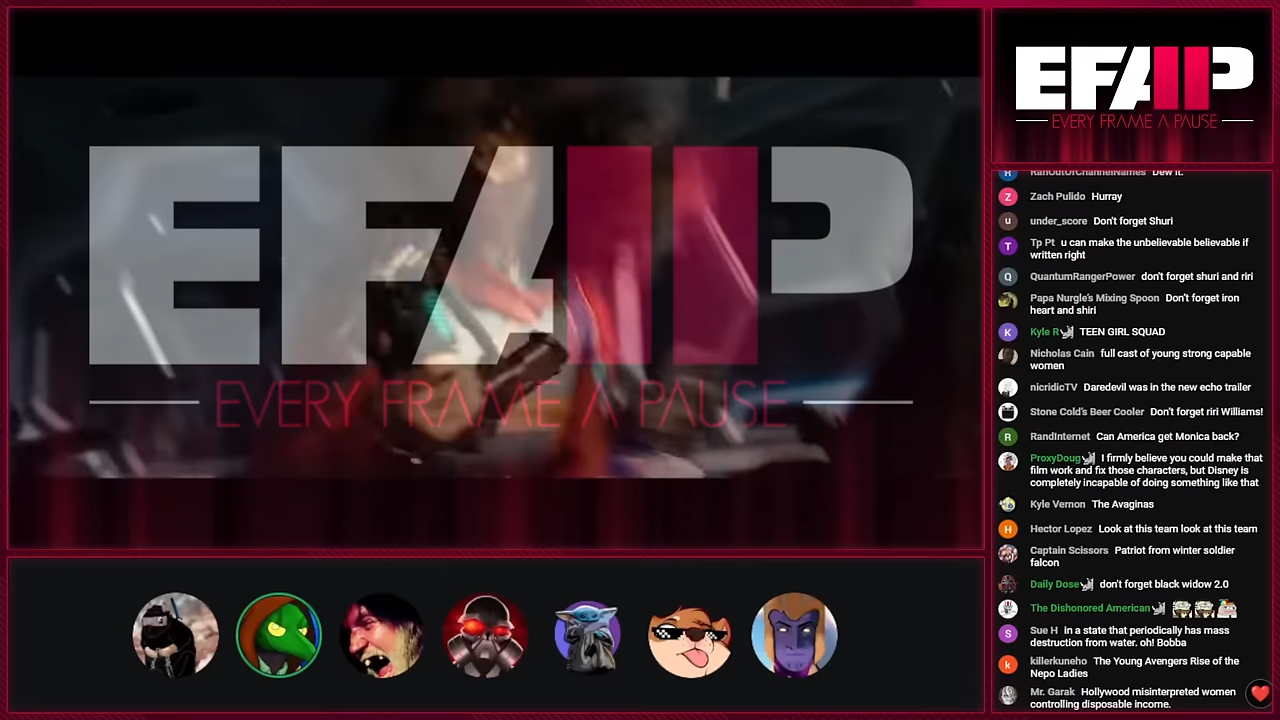 EFAP
EVERY FRAME A PAUSE
EFAP
EVERY FRAME A PAUSE
RanOutOfChannelNames Dew it.
Zach Pulido Hurray
under_score Don't forget Shuri
Tp Pt u can make the unbelievable believable if
written right
QuantumRangerPower don't forget shuri and riri
Papa Nurgle's Mixing Spoon Don't forget iron
heart and shiri
Kyle R TEEN GIRL SQUAD
Nicholas Cain full cast of young strong capable
women
nicridicTV Daredevil was in the new echo trailer
Stone Cold's Beer Cooler Don't forget riri Williams!
RandInternet Can America get Monica back?
ProxyDoug I firmly believe you could make that
film work and fix those characters, but Disney is
completely incapable of doing something like that
Kyle Vernon The Avaginas
Hector Lopez Look at this team look at this team
Captain Scissors Patriot from winter soldier
falcon
Daily Dose don't forget black widow 2.0
The Dishonored American
Sue H in a state that periodically has mass
destruction from water. oh! Bobba
killerkuneho The Young Avengers Rise of the
Nepo Ladies
Mr. Garak Hollywood misinterpreted women
controlling disposable income.